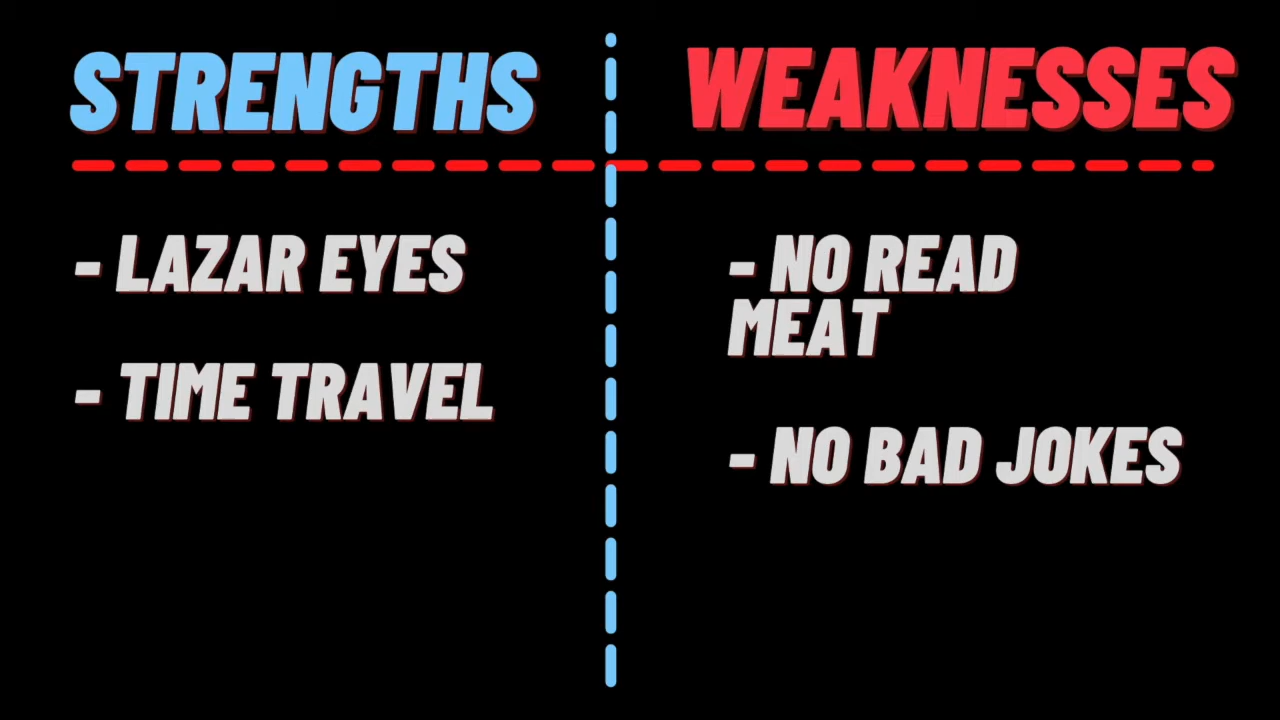 STRENGTHS
WEAKNESSES
- LAZAR EYES
- TIME TRAVEL
- NO READ
MEAT
- NO BAD JOKES